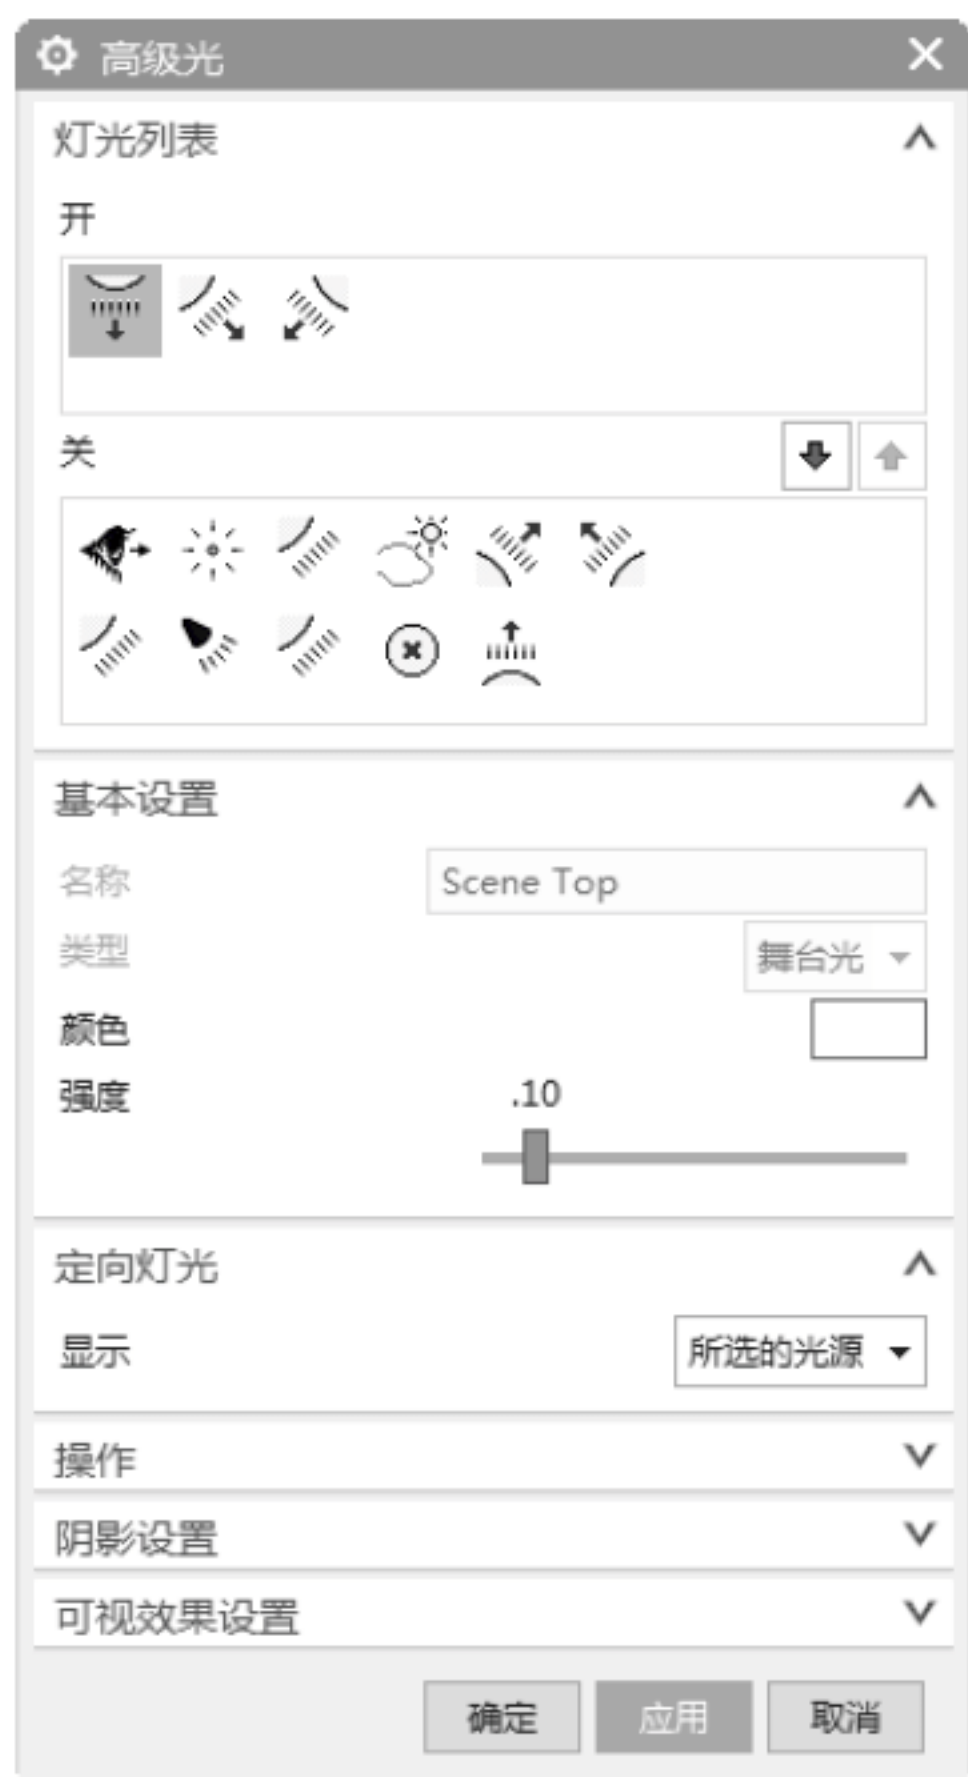 高级光
灯光列表
开
关
基本设置
名称 Scene Top
类型 舞台光
颜色
强度 .10
定向灯光
显示 所选的光源
操作
阴影设置
可视效果设置
确定 应用 取消